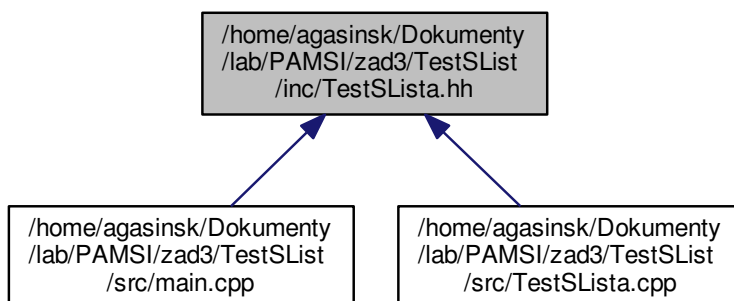 /home/agasinsk/Dokumenty
/lab/PAMSI/zad3/TestSList
/inc/TestSLista.hh
/home/agasinsk/Dokumenty
/lab/PAMSI/zad3/TestSList
/src/main.cpp
/home/agasinsk/Dokumenty
/lab/PAMSI/zad3/TestSList
/src/TestSLista.cpp